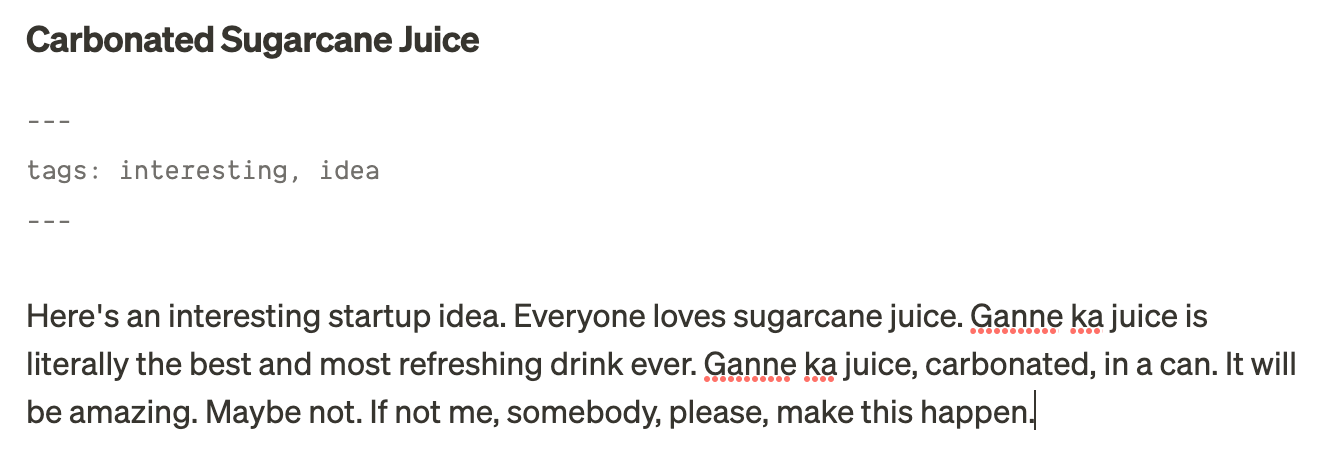 Carbonated Sugarcane Juice
---
tags: interesting, idea
---
Here's an interesting startup idea. Everyone loves sugarcane juice. Ganne ka juice is
literally the best and most refreshing drink ever. Ganne ka juice, carbonated, in a can. It will
be amazing. Maybe not. If not me, somebody, please, make this happen.